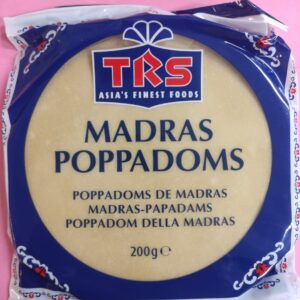 TRS
ASIA'S FINEST FOODS
MADRAS
POPPADOMS
POPPADOMS DE MADRAS
MADRAS-PAPADAMS
POPPADOM DELLA MADRAS
200g ℮